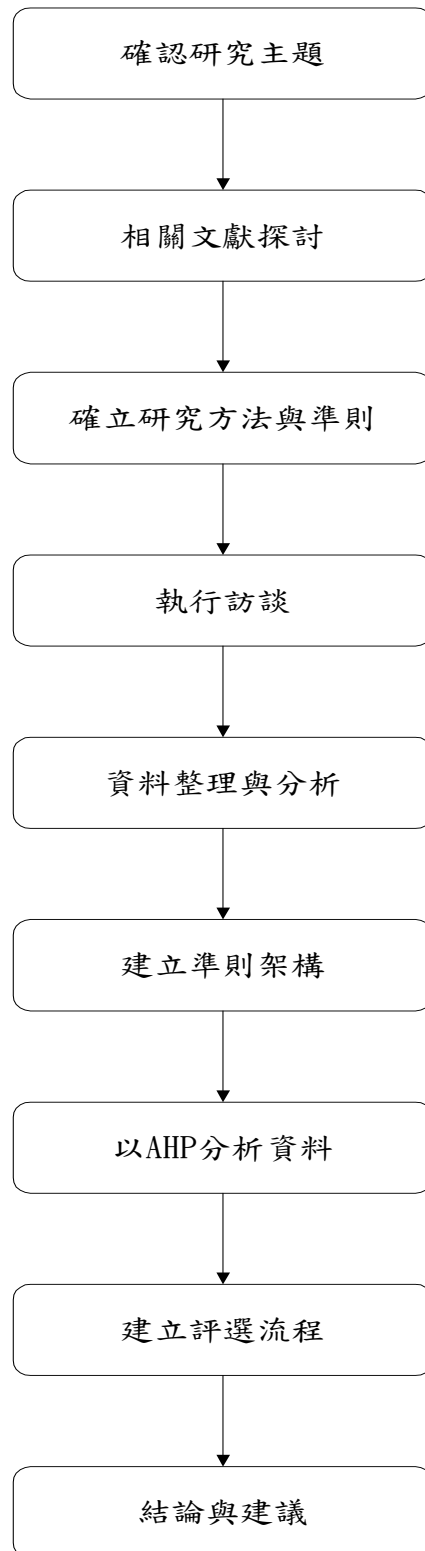 確認研究主題
相關文獻探討
確立研究方法與準則
執行訪談
資料整理與分析
建立準則架構
以AHP分析資料
建立評選流程
結論與建議